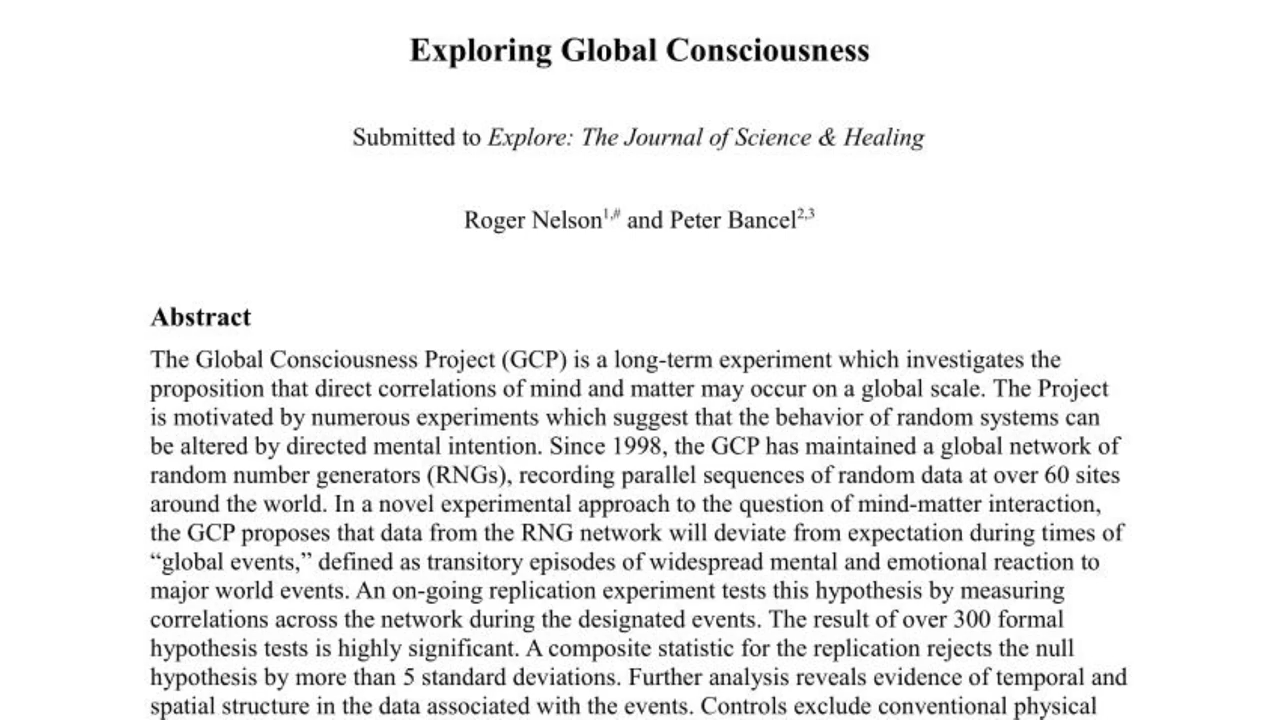 Exploring Global Consciousness
Submitted to Explore: The Journal of Science & Healing
Roger Nelson1,# and Peter Bancel2,3
Abstract
The Global Consciousness Project (GCP) is a long-term experiment which investigates the
proposition that direct correlations of mind and matter may occur on a global scale. The Project
is motivated by numerous experiments which suggest that the behavior of random systems can
be altered by directed mental intention. Since 1998, the GCP has maintained a global network of
random number generators (RNGs), recording parallel sequences of random data at over 60 sites
around the world. In a novel experimental approach to the question of mind-matter interaction,
the GCP proposes that data from the RNG network will deviate from expectation during times of
“global events,” defined as transitory episodes of widespread mental and emotional reaction to
major world events. An on-going replication experiment tests this hypothesis by measuring
correlations across the network during the designated events. The result of over 300 formal
hypothesis tests is highly significant. A composite statistic for the replication rejects the null
hypothesis by more than 5 standard deviations. Further analysis reveals evidence of temporal and
spatial structure in the data associated with the events. Controls exclude conventional physical